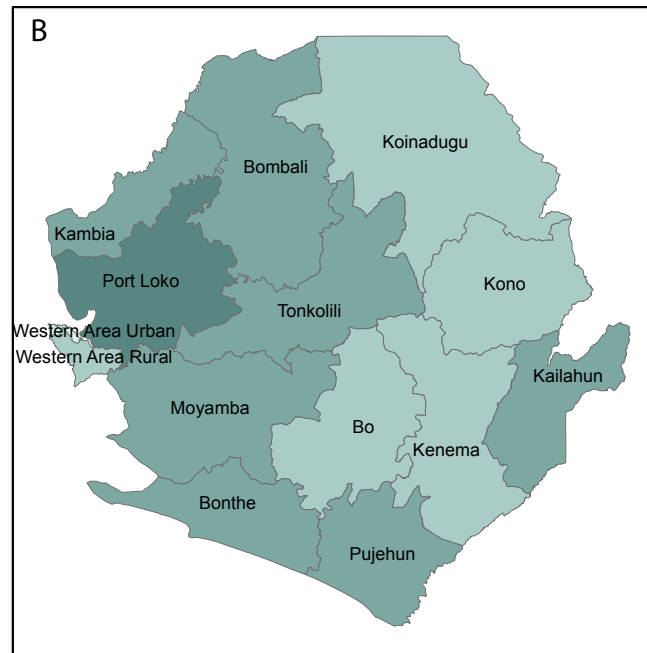 B
Koinadugu
Bombali
Kambia
Port Loko
Kono
Tonkolili
Western Area Urban
Western Area Rural
Kailahun
Moyamba
Bo
Kenema
Bonthe
Pujehun